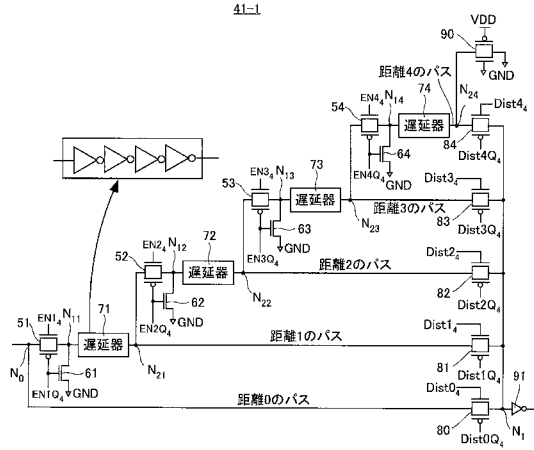 41-1
VDD
90
GND
距離4のパス
N24
Dist44
84
Dist4Q4
EN44
N14
74
54
遅延器
64
EN4Q4
GND
EN34
N13
73
53
遅延器
63
EN3Q4
GND
N23
距離3のパス
Dist34
83
Dist3Q4
EN24
N12
72
52
遅延器
62
EN2Q4
GND
N22
距離2のパス
Dist24
82
Dist2Q4
EN14
N11
71
51
遅延器
61
N0
EN1Q4
GND
N21
距離1のパス
Dist14
81
Dist1Q4
距離0のパス
Dist04
80
Dist0Q4
N1
91